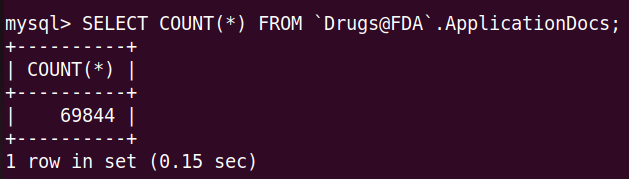 mysql> SELECT COUNT(*) FROM `Drugs@FDA`.ApplicationDocs;
+----------+
| COUNT(*) |
+----------+
|    69844 |
+----------+
1 row in set (0.15 sec)